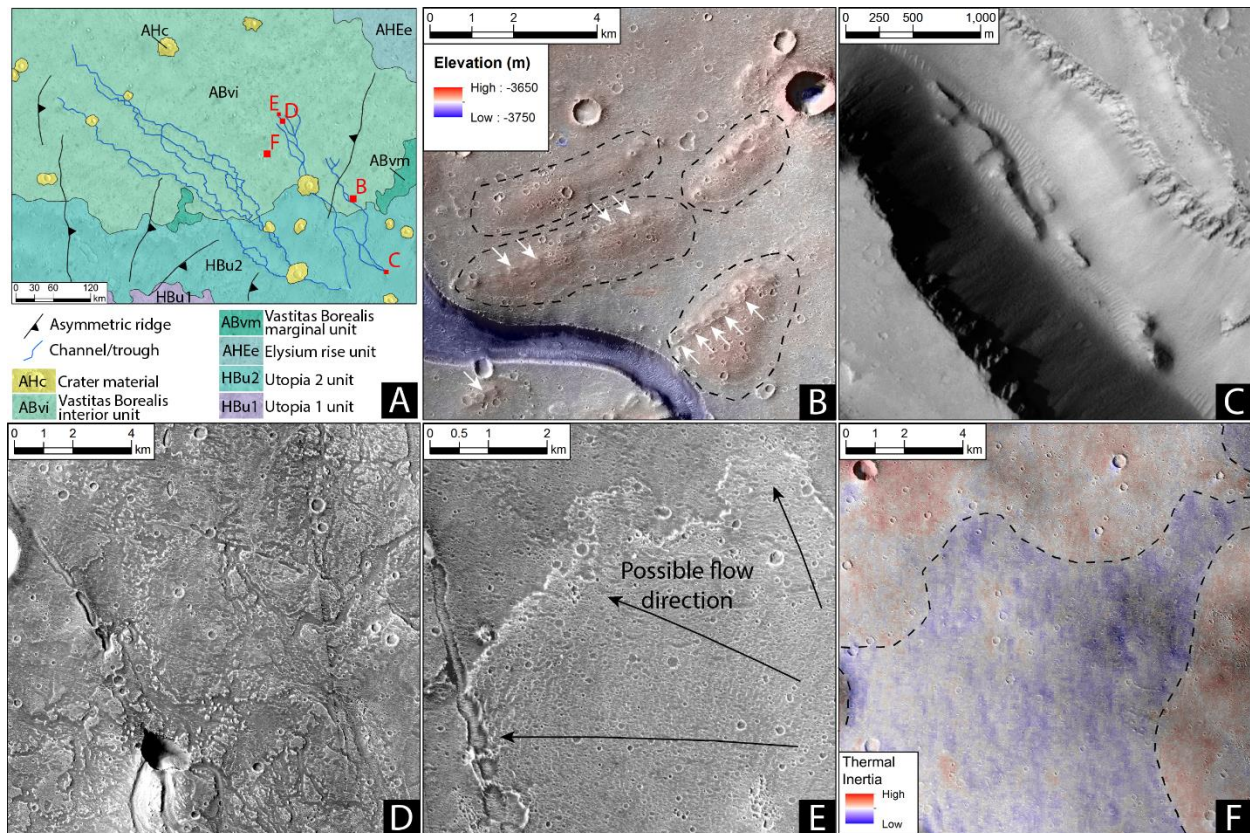 AHc
AHEe
ABvi
E
D
F
ABvm
B
C
HBu2
HBu1
0 30 60 120
km
A
Asymmetric ridge
Channel/trough
AHc Crater material
ABvi Vastitas Borealis
interior unit
ABvm Vastitas Borealis
marginal unit
AHEe Elysium rise unit
HBu2 Utopia 2 unit
HBu1 Utopia 1 unit
0 1 2 4
km
Elevation (m)
High : -3650
Low : -3750
B
0 250 500 1,000
m
C
0 1 2 4
km
D
0 0.5 1 2
km
Possible flow
direction
E
0 1 2 4
km
Thermal
Inertia
High
Low
F